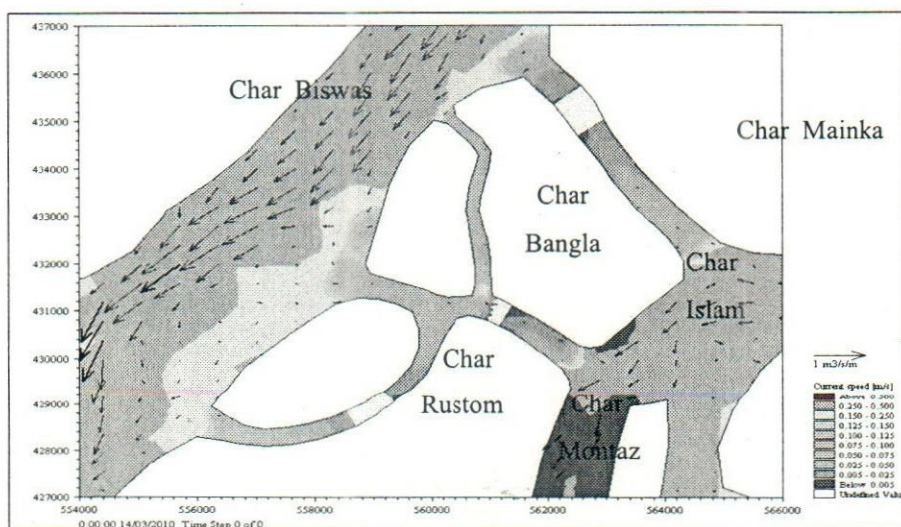 437000
436000
435000
434000
433000
432000
431000
430000
429000
428000
427000
554000 556000 558000 560000 562000 564000 566000
Char Biswas
Char Mainka
Char
Bangla
Char
Islam
Char
Rustom
Char
Montaz
1 m3/s/m
Current speed [m/s]
Above 0.500
0.250 - 0.500
0.150 - 0.250
0.125 - 0.150
0.100 - 0.125
0.075 - 0.100
0.050 - 0.075
0.025 - 0.050
0.005 - 0.025
Below 0.005
Undefined Value
0:00:00 14/03/2010 Time Step 0 of 0